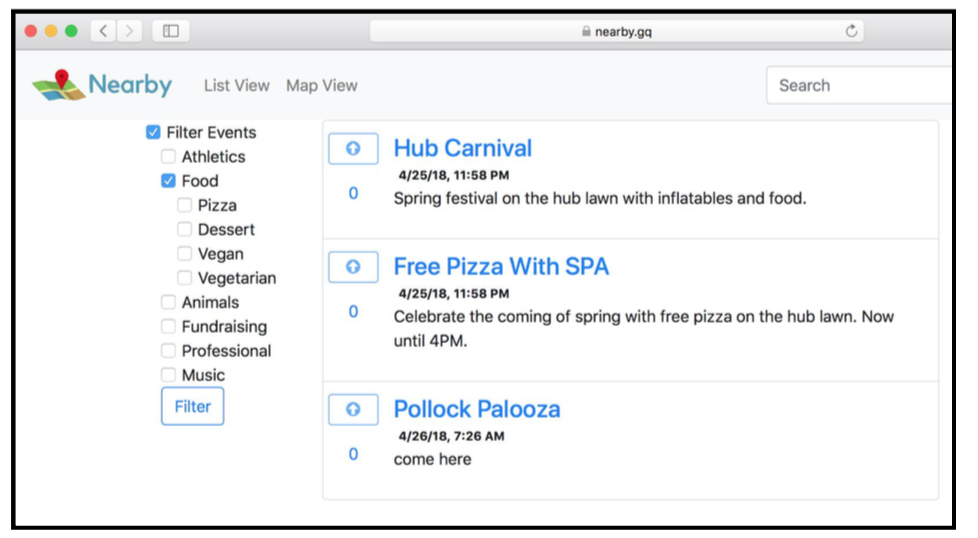 nearby.gq
Nearby List View Map View Search
Filter Events
Athletics
Food
Pizza
Dessert
Vegan
Vegetarian
Animals
Fundraising
Professional
Music
Filter
Hub Carnival
4/25/18, 11:58 PM
0
Spring festival on the hub lawn with inflatables and food.
Free Pizza With SPA
4/25/18, 11:58 PM
0
Celebrate the coming of spring with free pizza on the hub lawn. Now
until 4PM.
Pollock Palooza
4/26/18, 7:26 AM
0
come here